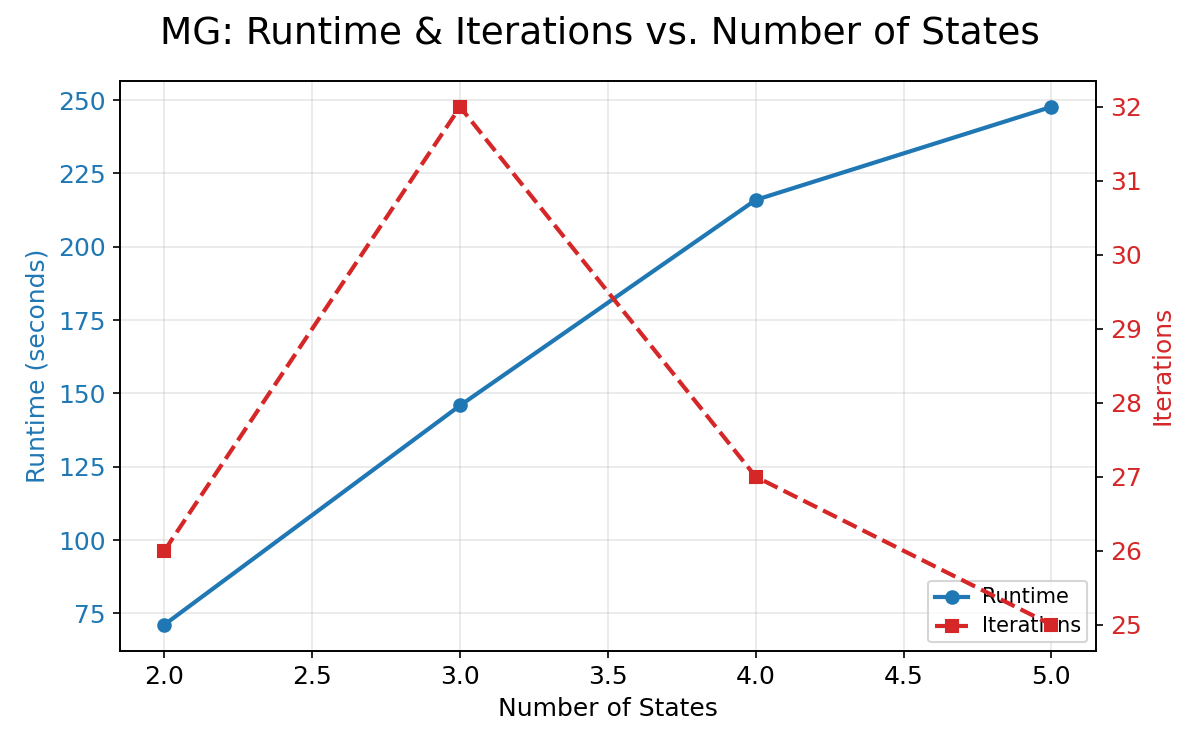 MG: Runtime & Iterations vs. Number of States
250
225
200
175
150
125
100
75
Runtime (seconds)
32
31
30
29
28
27
26
25
Iterations
Runtime
Iterations
2.0 2.5 3.0 3.5 4.0 4.5 5.0
Number of States